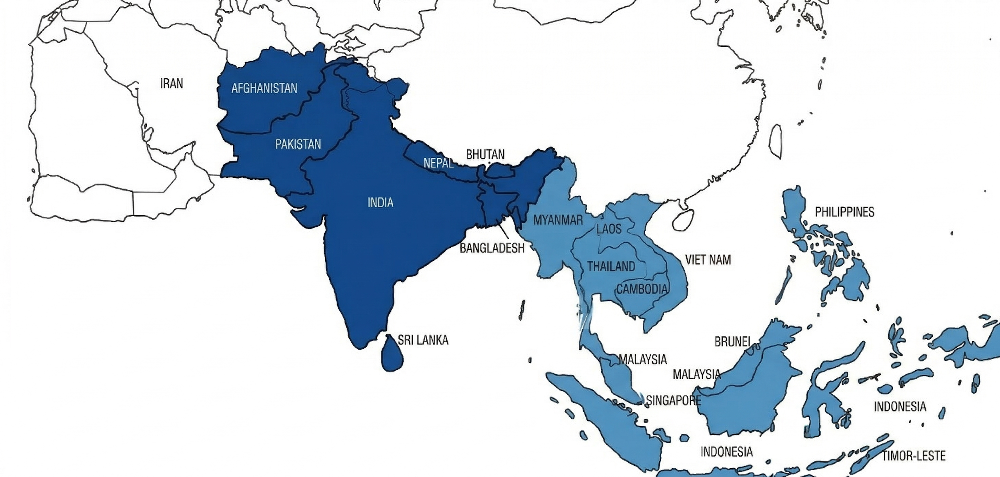 IRAN
AFGHANISTAN
PAKISTAN
NEPAL
BHUTAN
INDIA
BANGLADESH
SRI LANKA
MYANMAR
LAOS
THAILAND
VIET NAM
CAMBODIA
PHILIPPINES
BRUNEI
MALAYSIA
MALAYSIA
SINGAPORE
INDONESIA
INDONESIA
TIMOR-LESTE